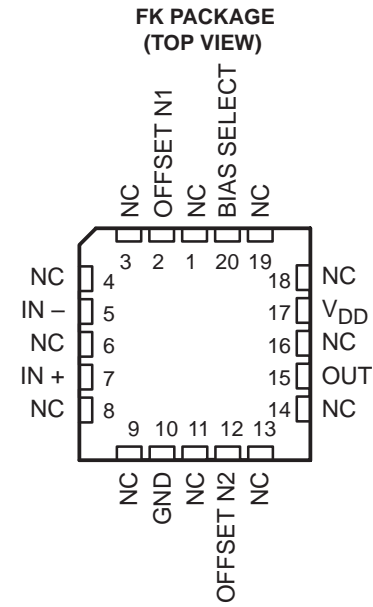 FK PACKAGE
(TOP VIEW)
NC
OFFSET N1
NC
BIAS SELECT
NC
3 2 1 20 19
NC 4
IN – 5
NC 6
IN + 7
NC 8
18 NC
17 VDD
16 NC
15 OUT
14 NC
9 10 11 12 13
NC
GND
NC
OFFSET N2
NC